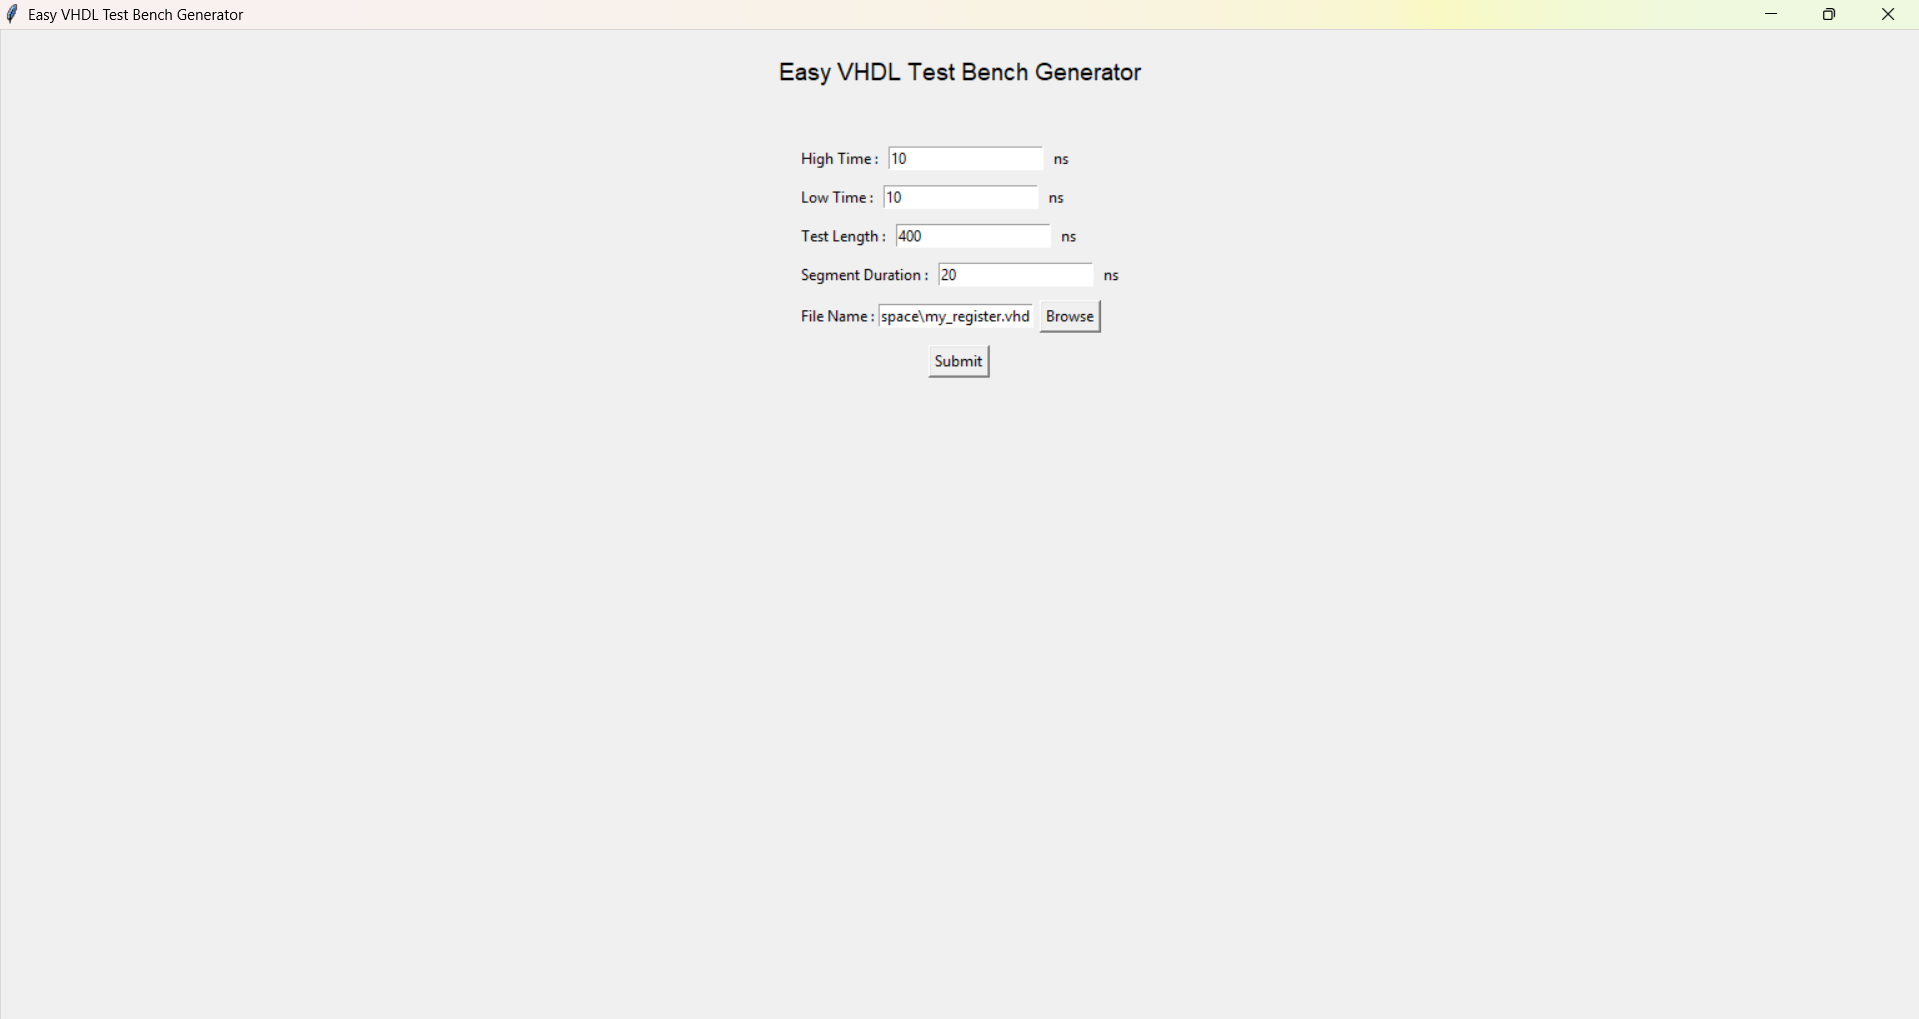 Easy VHDL Test Bench Generator
Easy VHDL Test Bench Generator
High Time : 10 ns
Low Time : 10 ns
Test Length : 400 ns
Segment Duration : 20 ns
File Name : space\my_register.vhd Browse
Submit